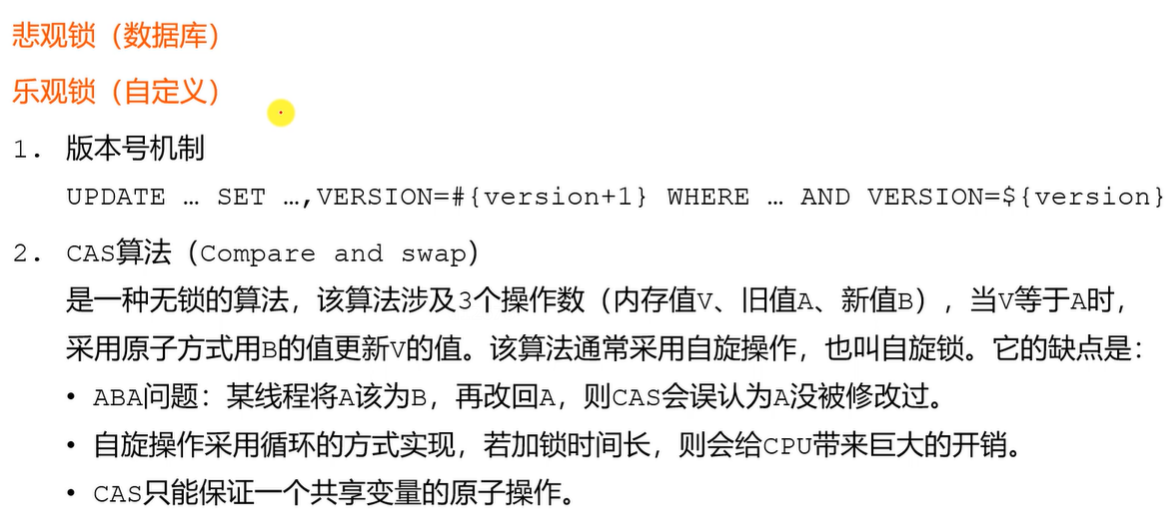 悲观锁（数据库）
乐观锁（自定义）
1. 版本号机制
UPDATE … SET …,VERSION=#{version+1} WHERE … AND VERSION=${version}
2. CAS算法（Compare and swap）
是一种无锁的算法，该算法涉及3个操作数（内存值V、旧值A、新值B），当V等于A时，
采用原子方式用B的值更新V的值。该算法通常采用自旋操作，也叫自旋锁。它的缺点是：
• ABA问题：某线程将A该为B，再改回A，则CAS会误认为A没被修改过。
• 自旋操作采用循环的方式实现，若加锁时间长，则会给CPU带来巨大的开销。
• CAS只能保证一个共享变量的原子操作。